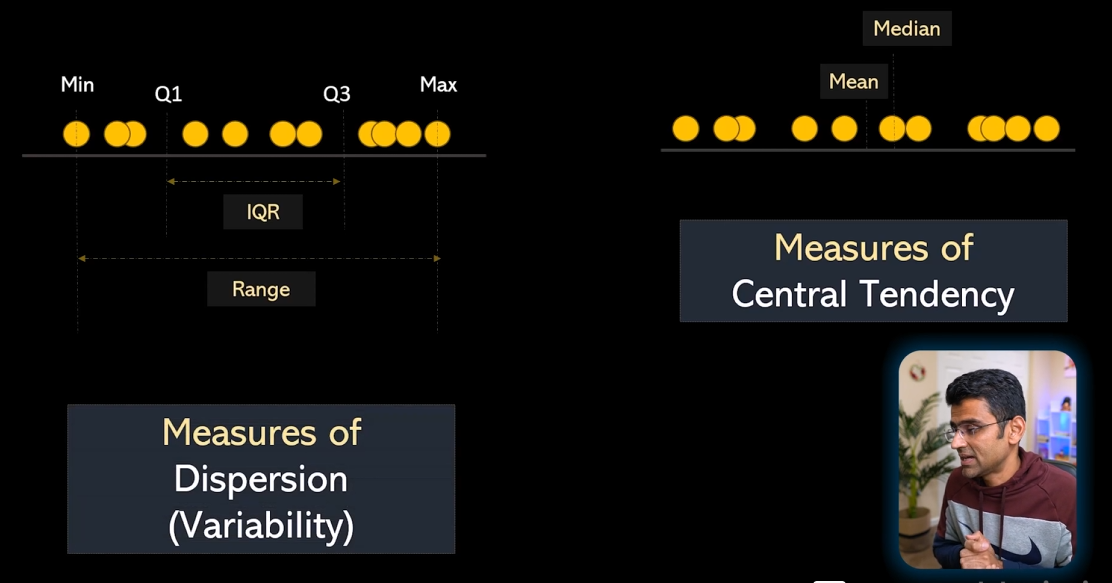 Min
Q1
Q3
Max
IQR
Range
Measures of
Dispersion
(Variability)
Median
Mean
Measures of
Central Tendency